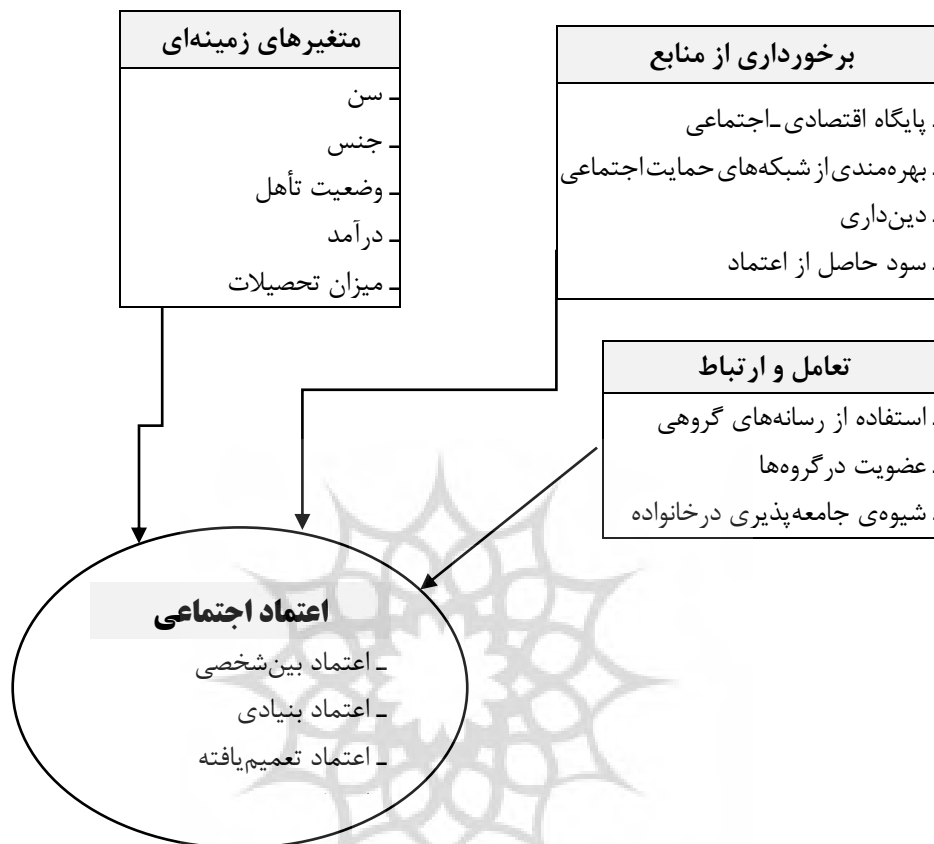 متغیرهای زمینه‌ای
ـ سن
ـ جنس
ـ وضعیت تأهل
ـ درآمد
ـ میزان تحصیلات
برخورداری از منابع
ـ پایگاه اقتصادی ـ اجتماعی
ـ بهره‌مندی از شبکه‌های حمایت اجتماعی
ـ دین‌داری
ـ سود حاصل از اعتماد
تعامل و ارتباط
ـ استفاده از رسانه‌های گروهی
ـ عضویت در گروه‌ها
ـ شیوه‌ی جامعه‌پذیری در خانواده
اعتماد اجتماعی
ـ اعتماد بین‌شخصی
ـ اعتماد بنیادی
ـ اعتماد تعمیم‌یافته